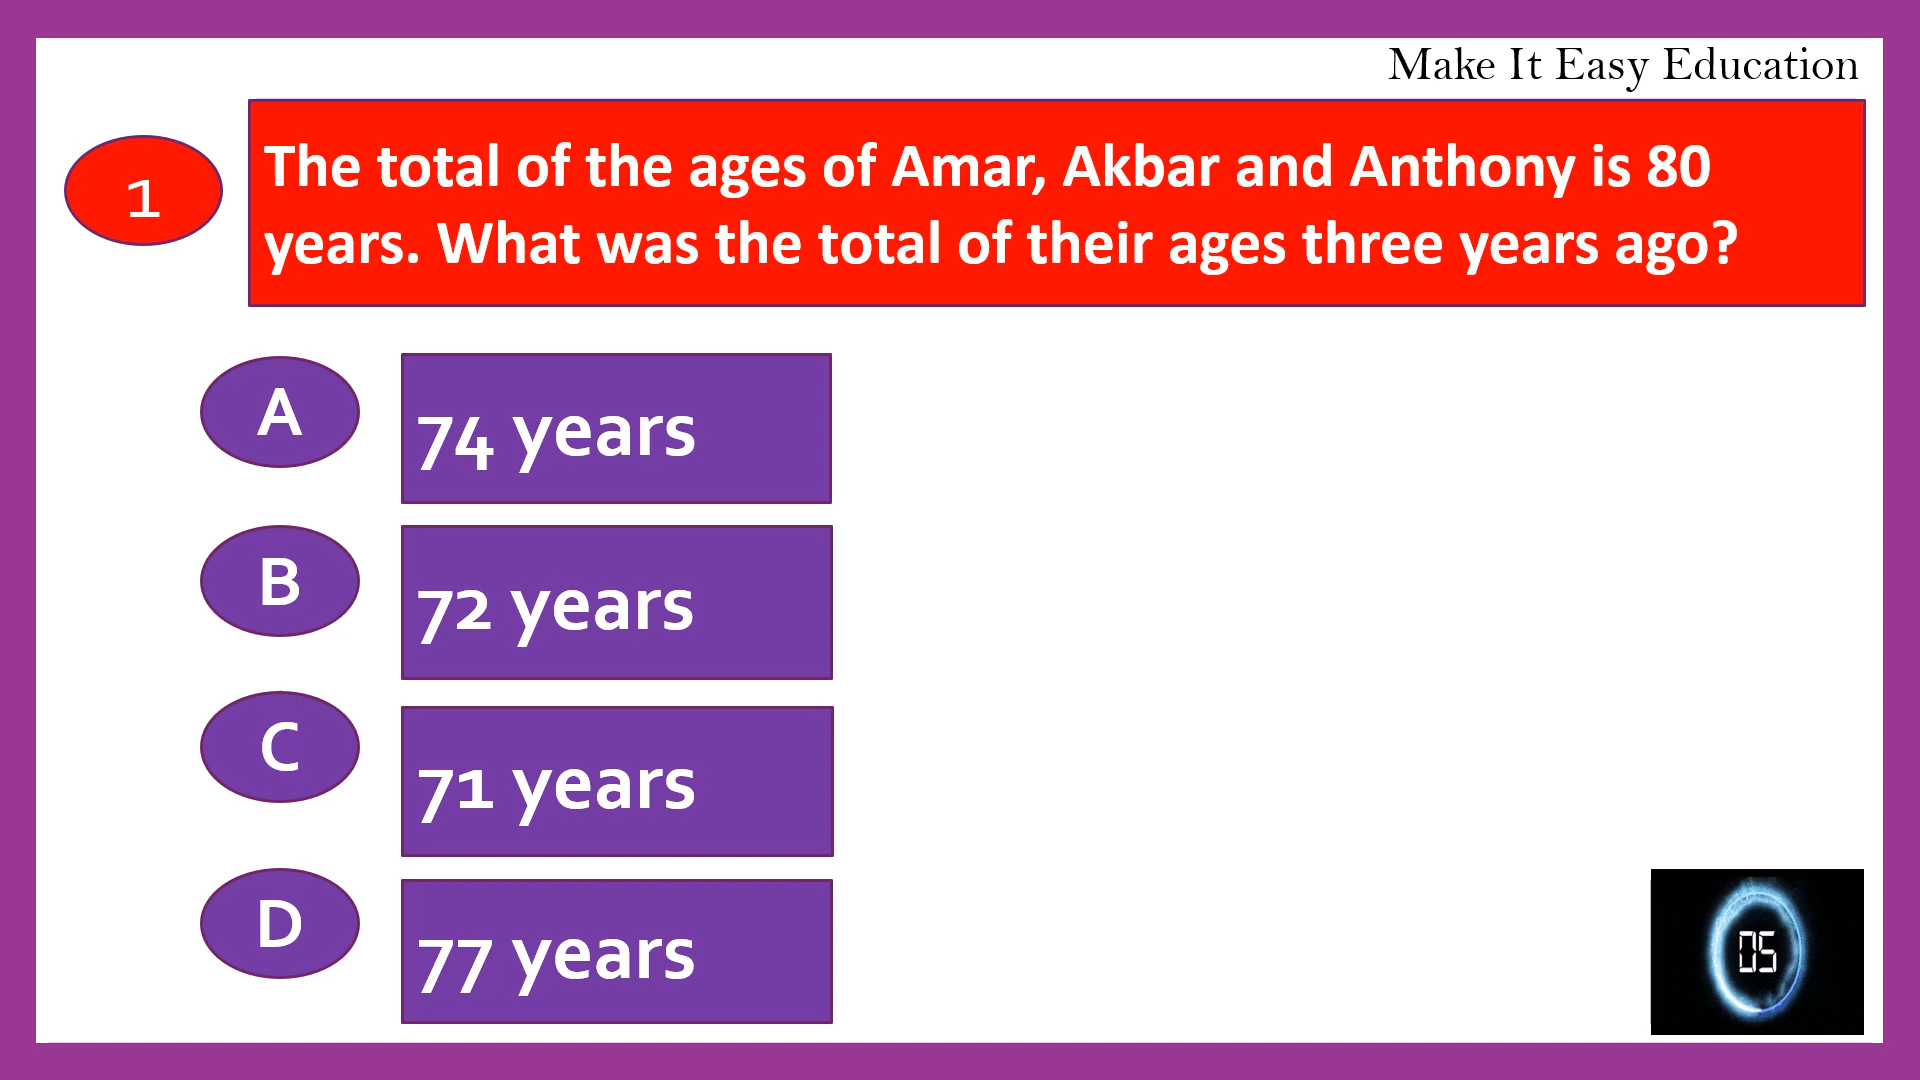 Make It Easy Education
1
The total of the ages of Amar, Akbar and Anthony is 80
years. What was the total of their ages three years ago?
A
74 years
B
72 years
C
71 years
D
77 years
05